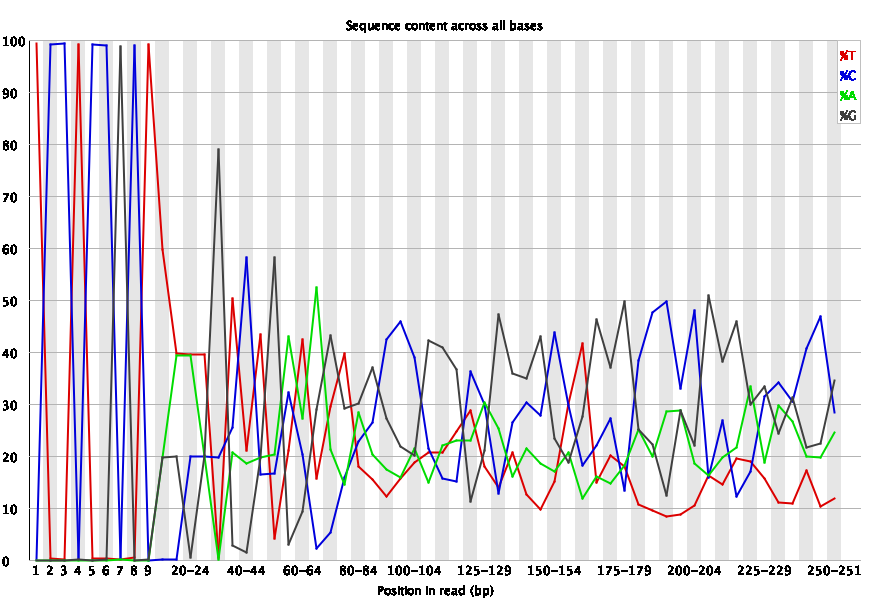 Sequence content across all bases
100
90
80
70
60
50
40
30
20
10
0
%T
%C
%A
%G
1 2 3 4 5 6 7 8 9 20-24 40-44 60-64 80-84 100-104 125-129 150-154 175-179 200-204 225-229 250-251
Position in read (bp)